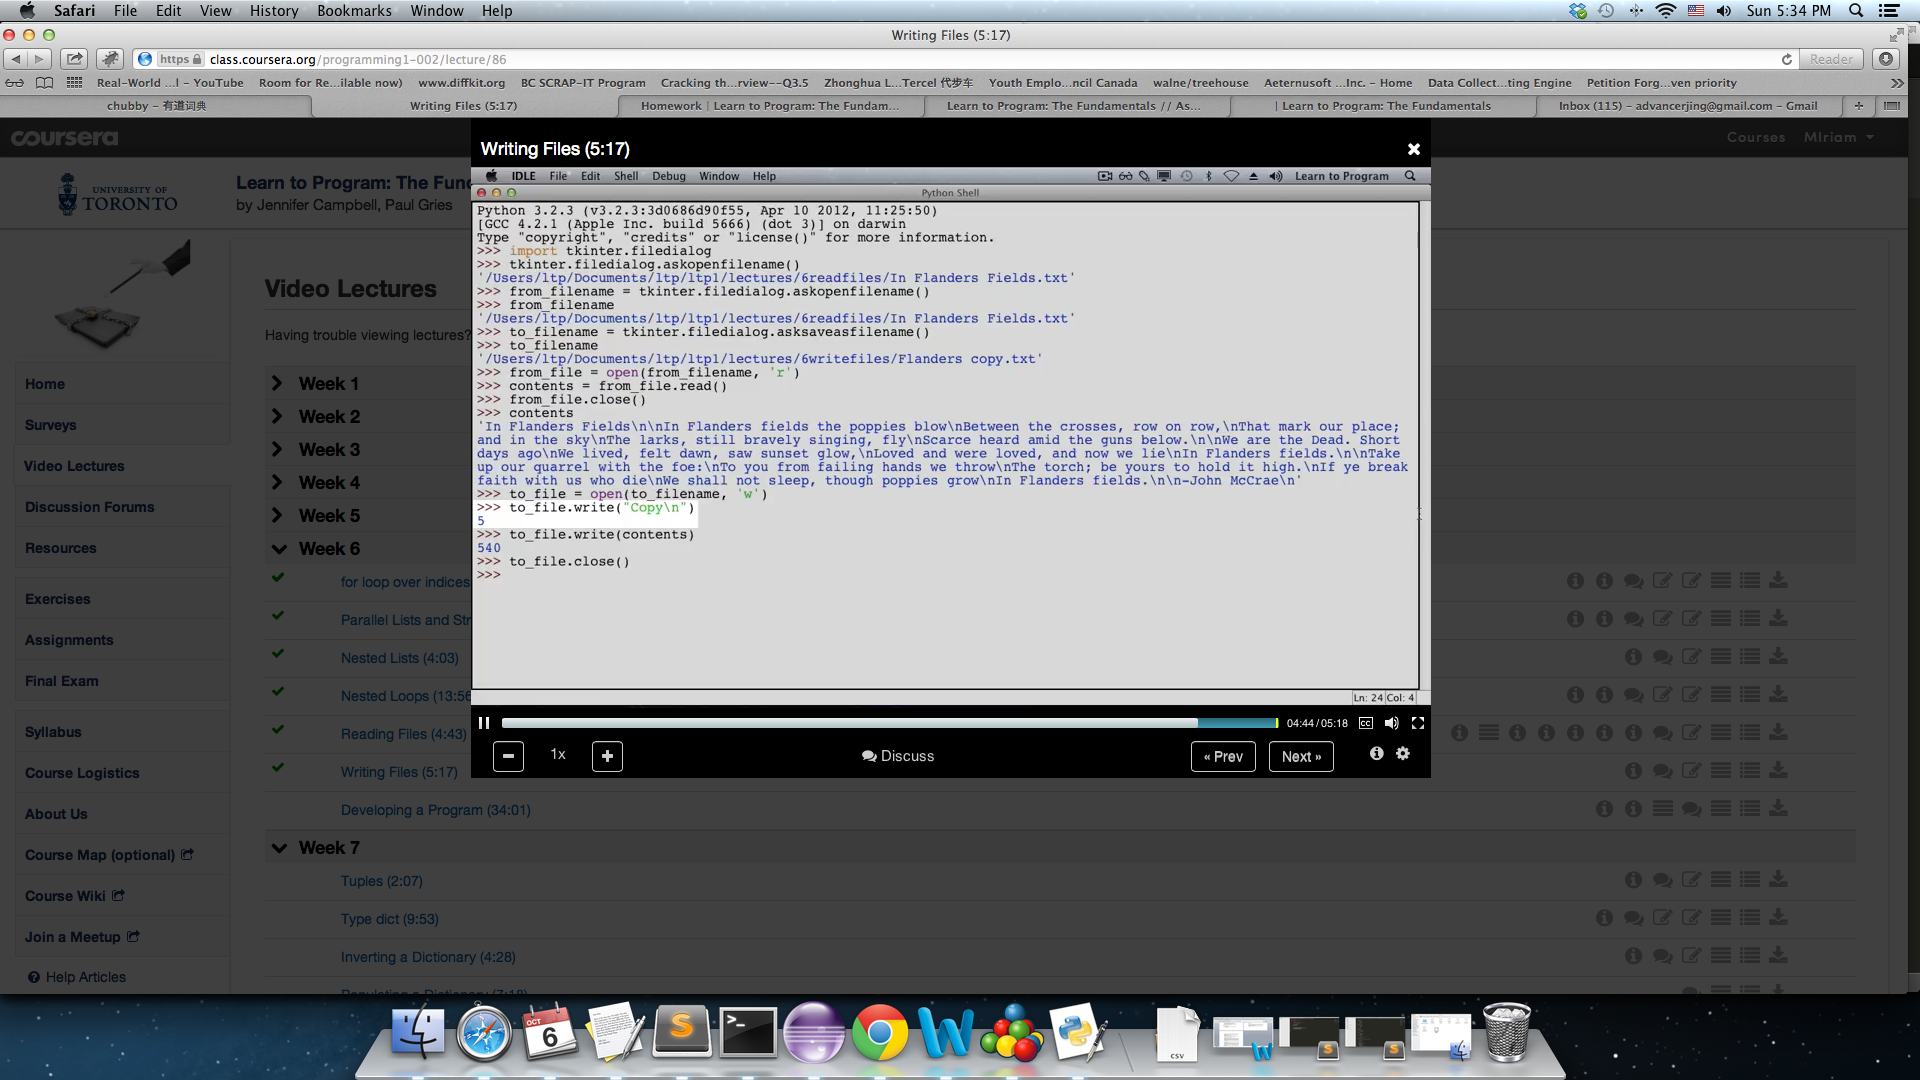 Safari File Edit View History Bookmarks Window Help Sun 5:34 PM
Writing Files (5:17)
https class.coursera.org/programming1-002/lecture/86 Reader
Real-World ...l - YouTube Room for Re...ilable now) www.diffkit.org BC SCRAP-IT Program Cracking th...rview--Q3.5 Zhonghua L...Tercel 代步车 Youth Emplo...ncil Canada walne/treehouse Aeternusoft ...Inc. - Home Data Collect...ting Engine Petition Forg...ven priority
chubby - 有道词典 Writing Files (5:17) Homework | Learn to Program: The Fundam... Learn to Program: The Fundamentals // As... | Learn to Program: The Fundamentals Inbox (115) - advancerjing@gmail.com - Gmail
coursera Courses MIriam
Writing Files (5:17)
UNIVERSITY OF
TORONTO
Learn to Program: The Fund
by Jennifer Campbell, Paul Gries
IDLE File Edit Shell Debug Window Help Learn to Program
Python Shell
Python 3.2.3 (v3.2.3:3d0686d90f55, Apr 10 2012, 11:25:50)
[GCC 4.2.1 (Apple Inc. build 5666) (dot 3)] on darwin
Type "copyright", "credits" or "license()" for more information.
>>> import tkinter.filedialog
>>> tkinter.filedialog.askopenfilename()
'/Users/ltp/Documents/ltp/ltp1/lectures/6readfiles/In Flanders Fields.txt'
>>> from_filename = tkinter.filedialog.askopenfilename()
>>> from_filename
'/Users/ltp/Documents/ltp/ltp1/lectures/6readfiles/In Flanders Fields.txt'
>>> to_filename = tkinter.filedialog.asksaveasfilename()
>>> to_filename
'/Users/ltp/Documents/ltp/ltp1/lectures/6writefiles/Flanders copy.txt'
>>> from_file = open(from_filename, 'r')
>>> contents = from_file.read()
>>> from_file.close()
>>> contents
'In Flanders Fields\n\nIn Flanders fields the poppies blow\nBetween the crosses, row on row,\nThat mark our place;
and in the sky\nThe larks, still bravely singing, fly\nScarce heard amid the guns below.\n\nWe are the Dead. Short
days ago\nWe lived, felt dawn, saw sunset glow,\nLoved and were loved, and now we lie\nIn Flanders fields.\n\nTake
up our quarrel with the foe:\nTo you from failing hands we throw\nThe torch; be yours to hold it high.\nIf ye break
faith with us who die\nWe shall not sleep, though poppies grow\nIn Flanders fields.\n\n-John McCrae\n'
>>> to_file = open(to_filename, 'w')
>>> to_file.write("Copy\n")
5
>>> to_file.write(contents)
540
>>> to_file.close()
>>>
Ln: 24 Col: 4
04:44 / 05:18 CC
1x Discuss « Prev Next »
Home
Surveys
Video Lectures
Discussion Forums
Resources
Exercises
Assignments
Final Exam
Syllabus
Course Logistics
About Us
Course Map (optional)
Course Wiki
Join a Meetup
Help Articles
Video Lectures
Having trouble viewing lectures?
Week 1
Week 2
Week 3
Week 4
Week 5
Week 6
for loop over indices
Parallel Lists and Str
Nested Lists (4:03)
Nested Loops (13:56
Reading Files (4:43)
Writing Files (5:17)
Developing a Program (34:01)
Week 7
Tuples (2:07)
Type dict (9:53)
Inverting a Dictionary (4:28)
Populating a Dictionary (7:18)
OCT
6
CSV